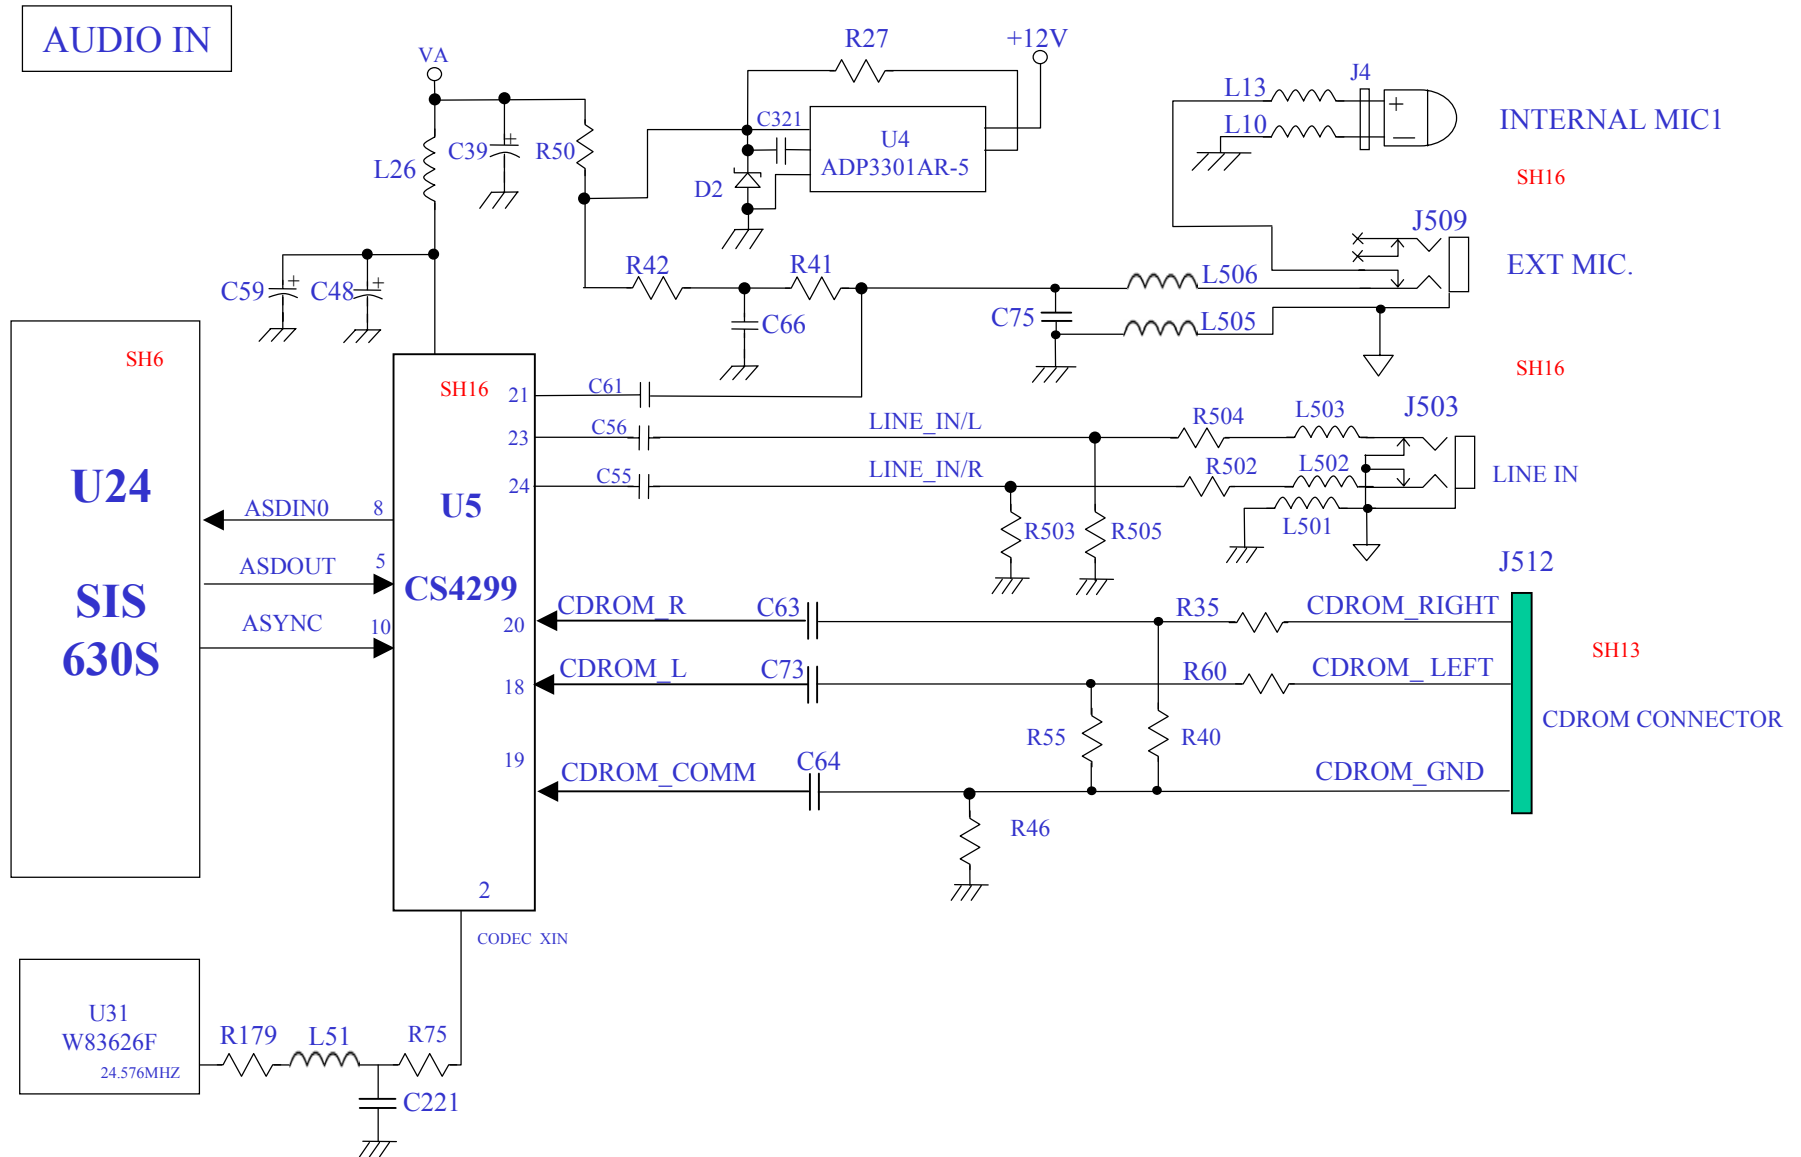 AUDIO IN
VA
R27
+12V
L13
J4
L10
INTERNAL MIC1
C321
U4
ADP3301AR-5
C39
R50
L26
D2
SH16
J509
EXT MIC.
R42
R41
L506
C59
C48
C66
C75
L505
SH6
SH16
SH16
21
C61
23
C56
LINE_IN/L
R504
L503
J503
24
C55
LINE_IN/R
R502
L502
LINE IN
L501
R503
R505
U24
SIS
630S
U5
CS4299
ASDIN0
8
ASDOUT
5
ASYNC
10
J512
CDROM_R
20
C63
R35
CDROM_RIGHT
SH13
CDROM_L
18
C73
R60
CDROM_ LEFT
CDROM CONNECTOR
R55
R40
19
CDROM_COMM
C64
CDROM_GND
R46
2
CODEC XIN
U31
W83626F
24.576MHZ
R179
L51
R75
C221